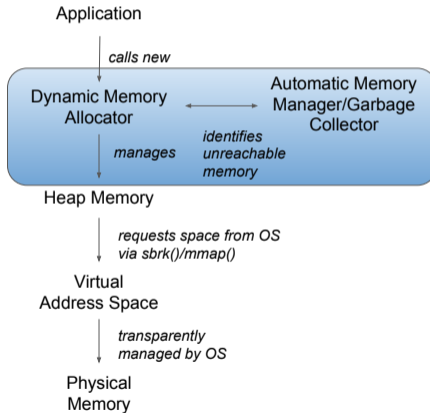 Application
calls new
Dynamic Memory
Allocator
Automatic Memory
Manager/Garbage
Collector
manages
identifies
unreachable
memory
Heap Memory
requests space from OS
via sbrk()/mmap()
Virtual
Address Space
transparently
managed by OS
Physical
Memory